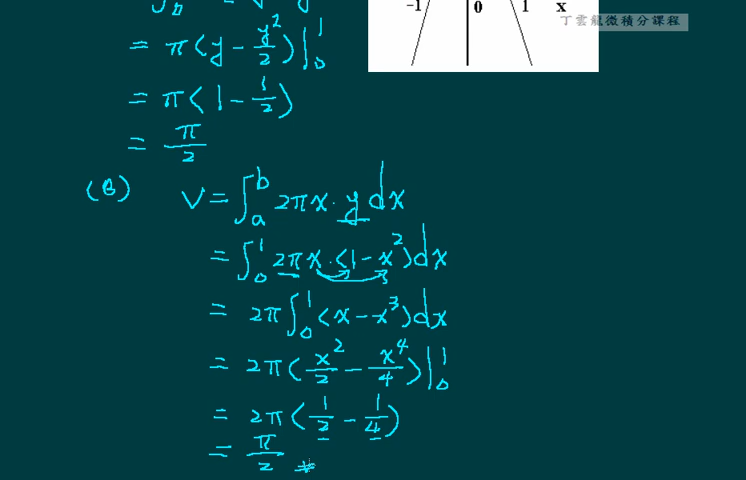 -1 0 1 x
丁雲龍微積分課程
= π(y - y²/2)|₀¹
= π(1 - 1/2)
= π/2
(B) V = ∫ₐᵇ 2πx · y dx
= ∫₀¹ 2πx · (1 - x²) dx
= 2π ∫₀¹ (x - x³) dx
= 2π(x²/2 - x⁴/4)|₀¹
= 2π(1/2 - 1/4)
= π/2